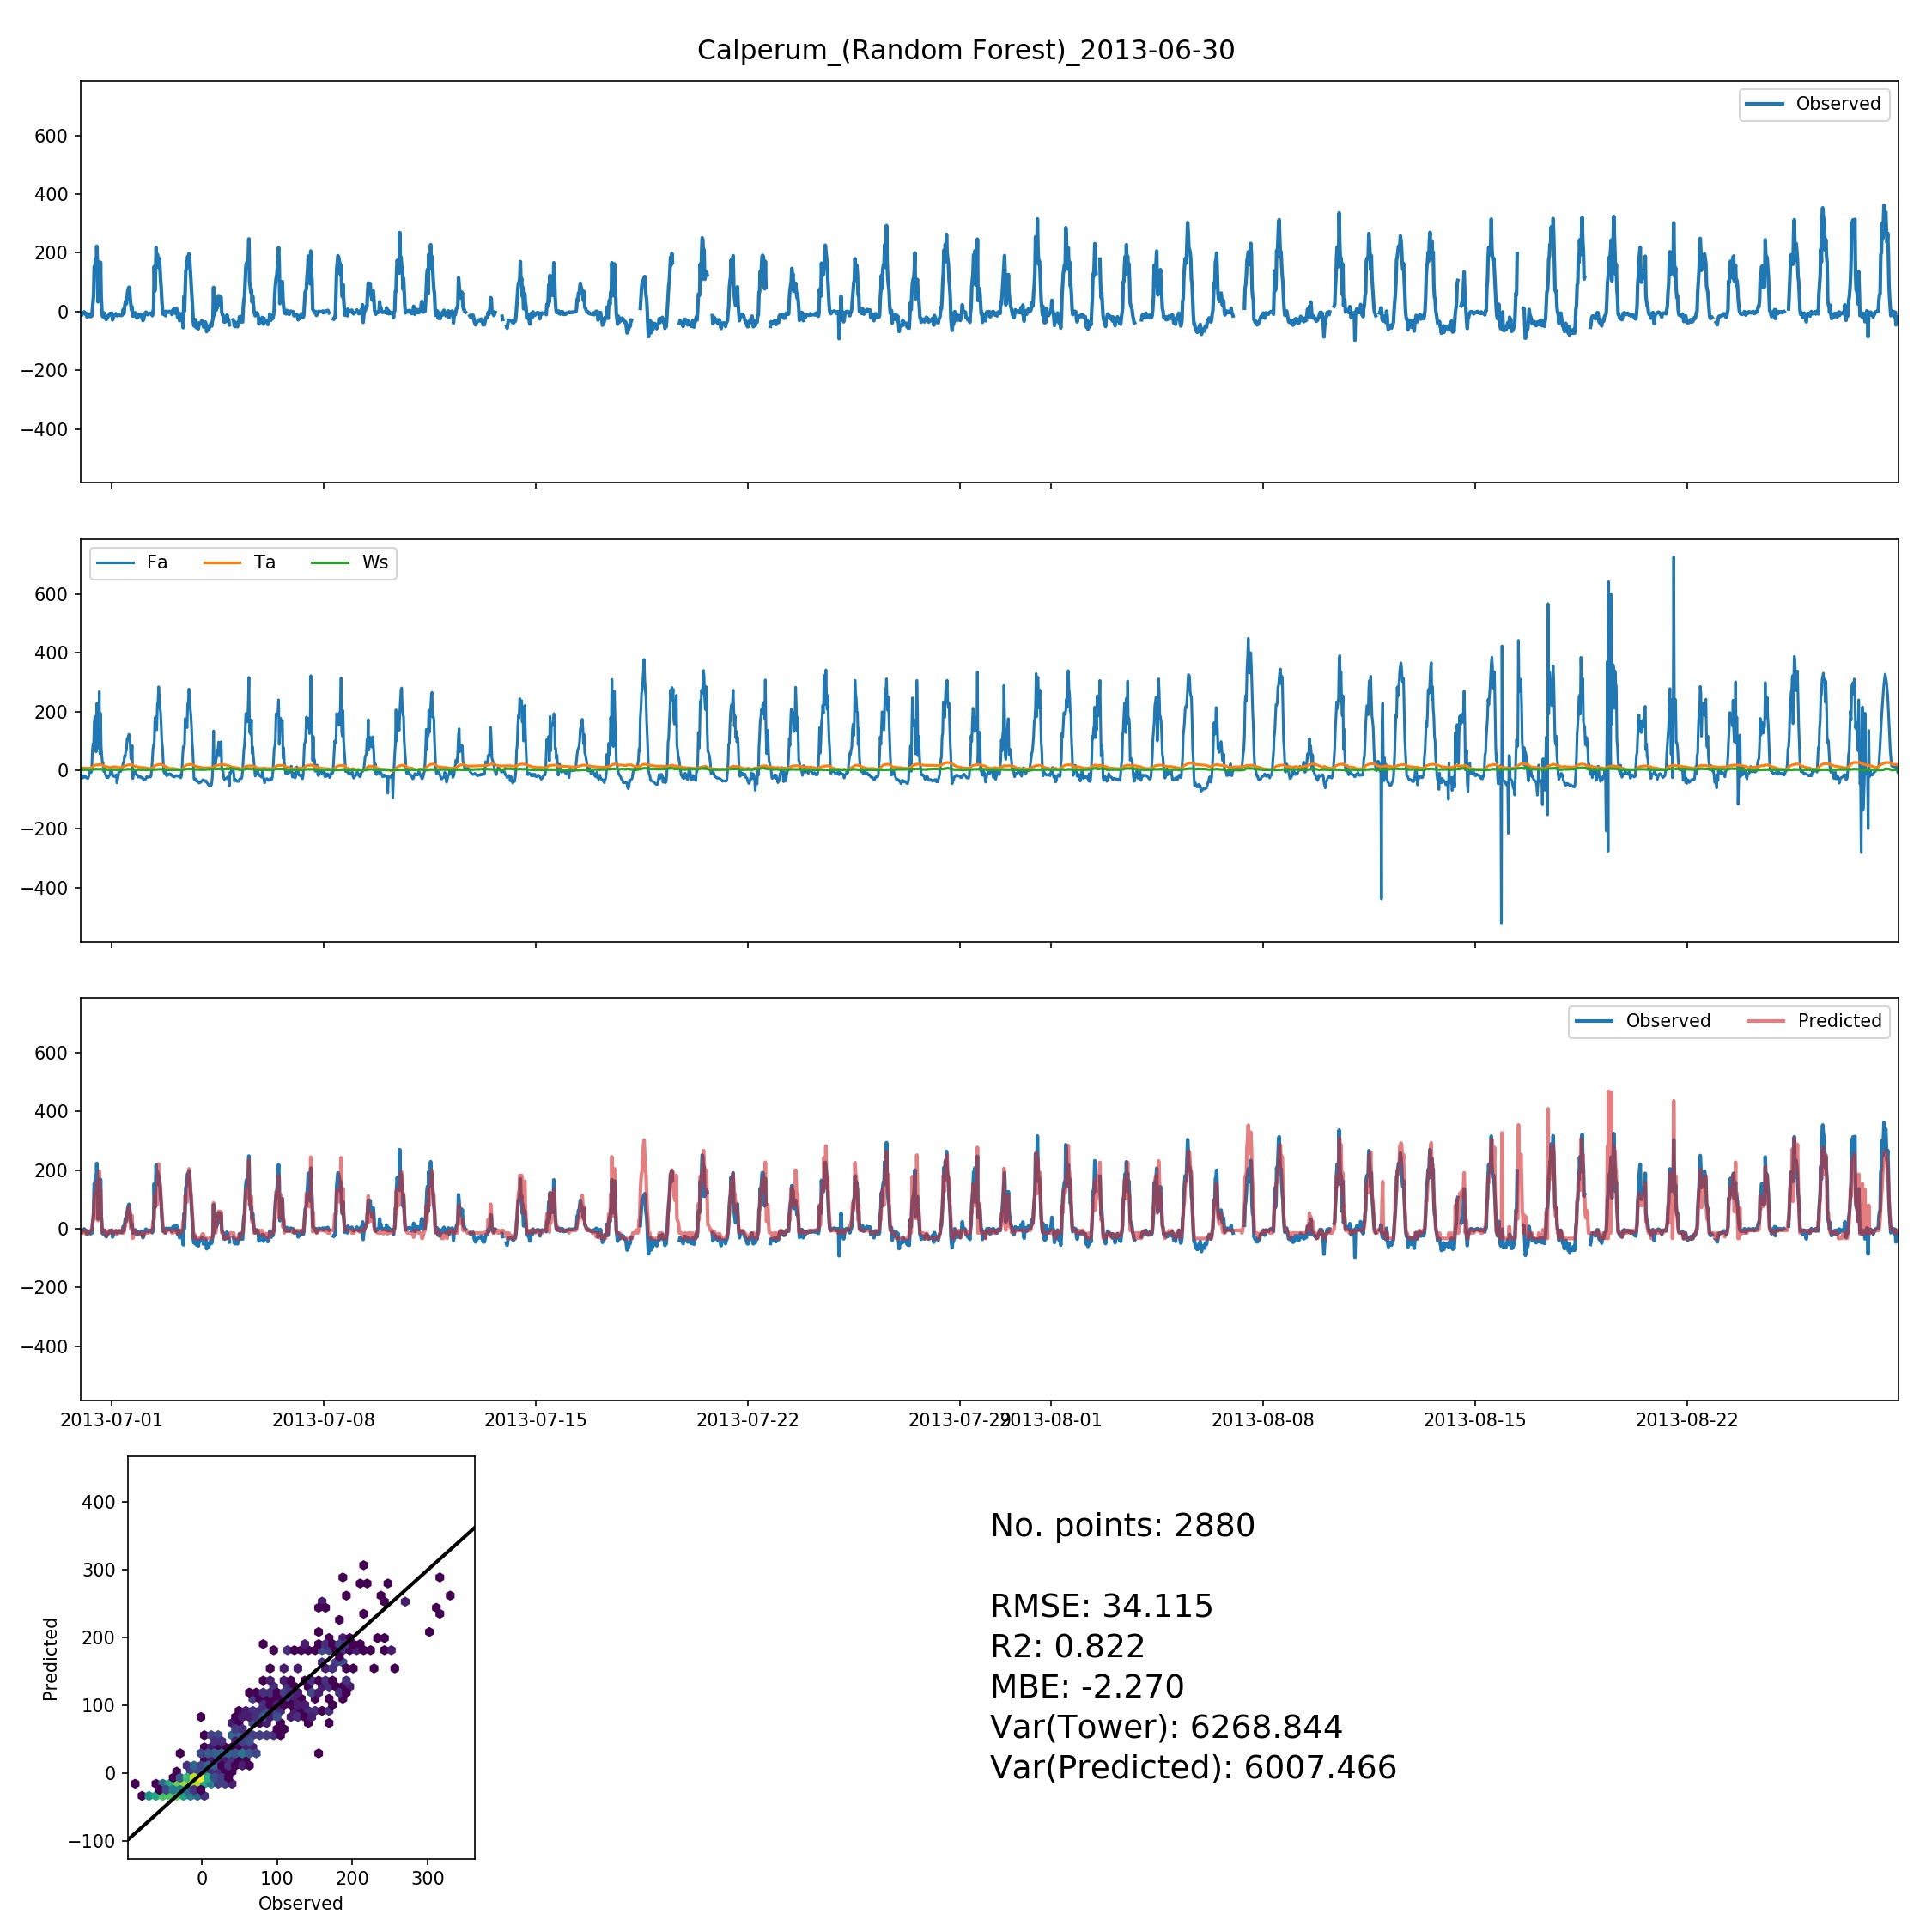 Calperum_(Random Forest)_2013-06-30
Observed
600
400
200
0
−200
−400
Fa Ta Ws
600
400
200
0
−200
−400
Observed Predicted
600
400
200
0
−200
−400
2013-07-01 2013-07-08 2013-07-15 2013-07-22 2013-07-29 2013-08-01 2013-08-08 2013-08-15 2013-08-22
400
300
200
100
0
−100
Predicted
0 100 200 300
Observed
No. points: 2880
RMSE: 34.115
R2: 0.822
MBE: -2.270
Var(Tower): 6268.844
Var(Predicted): 6007.466